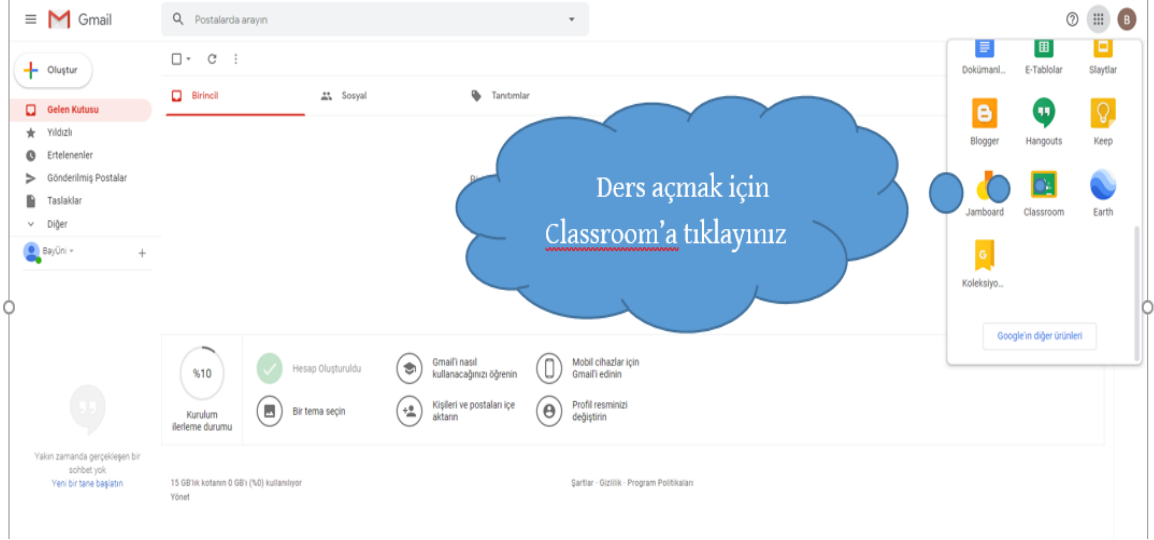 Gmail
Postalarda arayın
B
Oluştur
Gelen Kutusu
Yıldızlı
Ertelenenler
Gönderilmiş Postalar
Taslaklar
Diğer
BayÜni
Birincil
Sosyal
Tanıtımlar
Ders açmak için
Classroom'a tıklayınız
Dokümanl...
E-Tablolar
Slaytlar
Blogger
Hangouts
Keep
Jamboard
Classroom
Earth
Koleksiyo...
Google'ın diğer ürünleri
%10
Kurulum
ilerleme durumu
Hesap Oluşturuldu
Bir tema seçin
Gmail'i nasıl
kullanacağınızı öğrenin
Kişileri ve postaları içe
aktarın
Mobil cihazlar için
Gmail'i edinin
Profil resminizi
değiştirin
Yakın zamanda gerçekleşen bir
sohbet yok
Yeni bir tane başlatın
15 GB'lık kotanın 0 GB'ı (%0) kullanılıyor
Yönet
Şartlar · Gizlilik · Program Politikaları